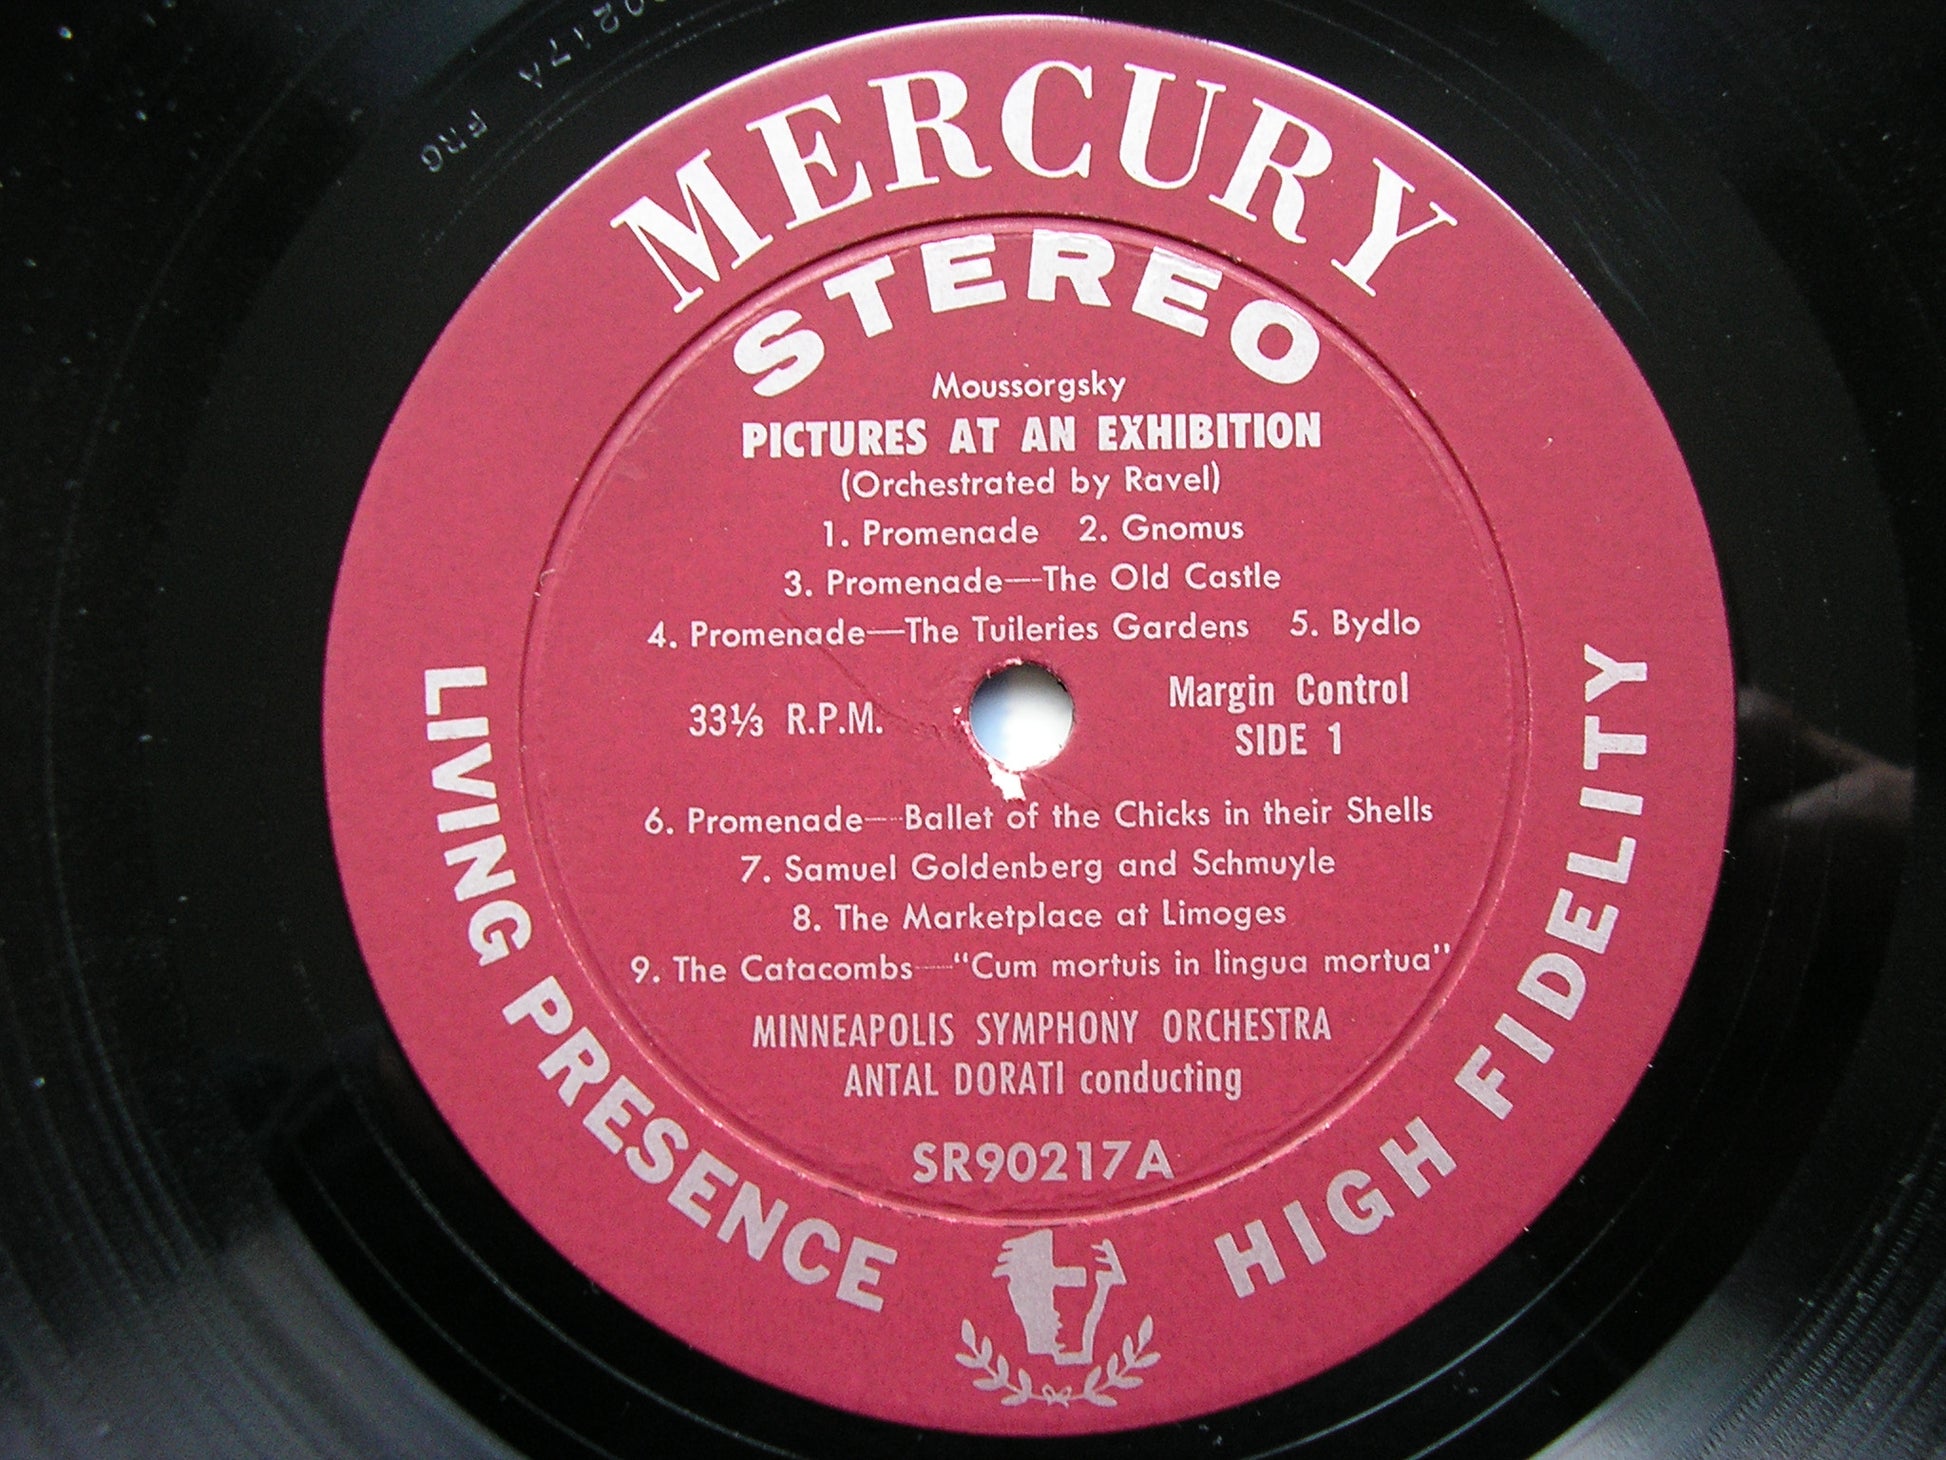 0217A FRG
MERCURY
STEREO
Moussorgsky
PICTURES AT AN EXHIBITION
(Orchestrated by Ravel)
1. Promenade 2. Gnomus
3. Promenade—The Old Castle
4. Promenade—The Tuileries Gardens 5. Bydlo
33⅓ R.P.M.
Margin Control
SIDE 1
6. Promenade—Ballet of the Chicks in their Shells
7. Samuel Goldenberg and Schmuyle
8. The Marketplace at Limoges
9. The Catacombs—"Cum mortuis in lingua mortua"
MINNEAPOLIS SYMPHONY ORCHESTRA
ANTAL DORATI conducting
SR90217A
LIVING PRESENCE
HIGH FIDELITY